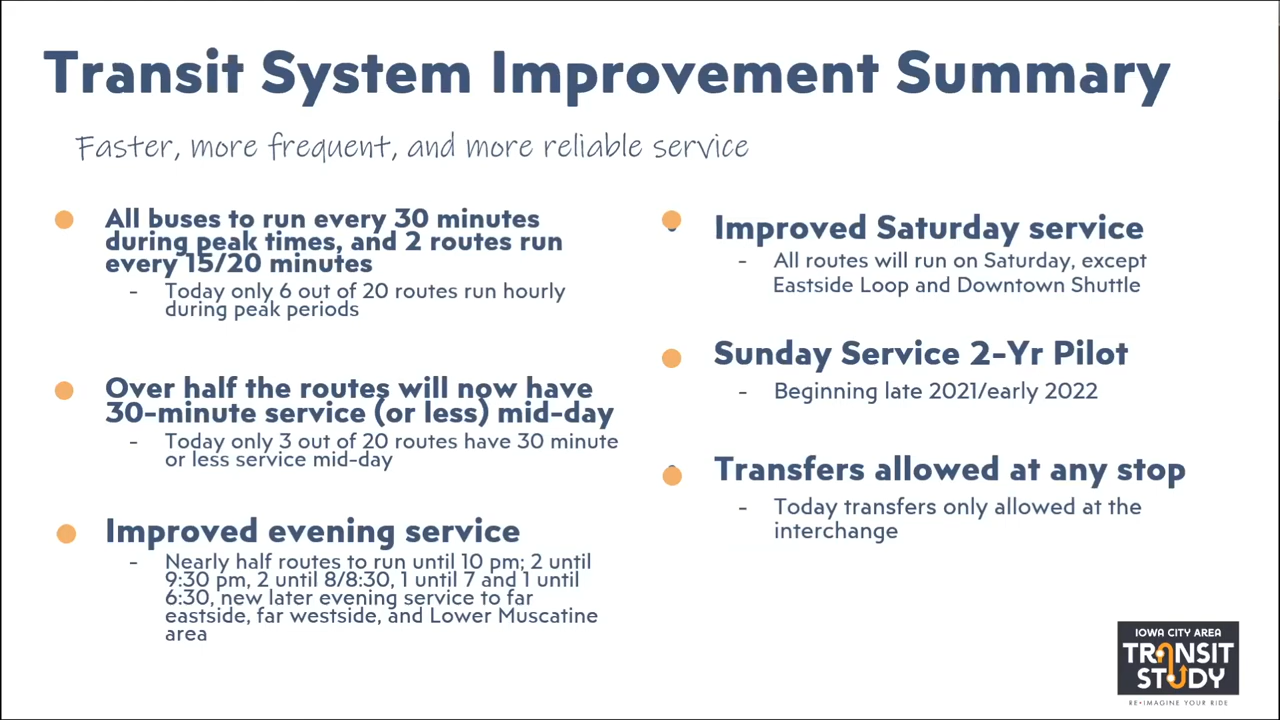 Transit System Improvement Summary
Faster, more frequent, and more reliable service
All buses to run every 30 minutes
during peak times, and 2 routes run
every 15/20 minutes
- Today only 6 out of 20 routes run hourly
during peak periods
Over half the routes will now have
30-minute service (or less) mid-day
- Today only 3 out of 20 routes have 30 minute
or less service mid-day
Improved evening service
- Nearly half routes to run until 10 pm; 2 until
9:30 pm, 2 until 8/8:30, 1 until 7 and 1 until
6:30, new later evening service to far
eastside, far westside, and Lower Muscatine
area
Improved Saturday service
- All routes will run on Saturday, except
Eastside Loop and Downtown Shuttle
Sunday Service 2-Yr Pilot
- Beginning late 2021/early 2022
Transfers allowed at any stop
- Today transfers only allowed at the
interchange
IOWA CITY AREA
TRANSIT
STUDY
RE•IMAGINE YOUR RIDE